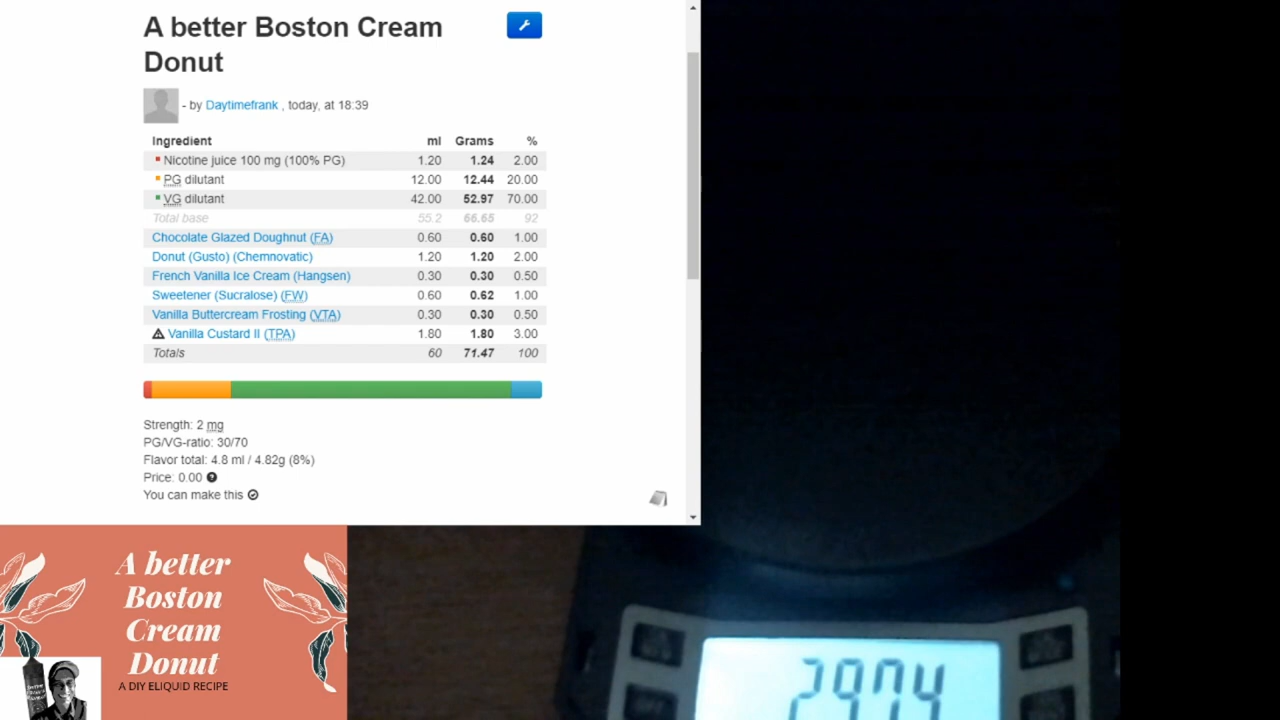 A better Boston Cream
Donut
- by Daytimefrank , today, at 18:39
Ingredient ml Grams %
Nicotine juice 100 mg (100% PG) 1.20 1.24 2.00
PG dilutant 12.00 12.44 20.00
VG dilutant 42.00 52.97 70.00
Total base 55.2 66.65 92
Chocolate Glazed Doughnut (FA) 0.60 0.60 1.00
Donut (Gusto) (Chemnovatic) 1.20 1.20 2.00
French Vanilla Ice Cream (Hangsen) 0.30 0.30 0.50
Sweetener (Sucralose) (FW) 0.60 0.62 1.00
Vanilla Buttercream Frosting (VTA) 0.30 0.30 0.50
Vanilla Custard II (TPA) 1.80 1.80 3.00
Totals 60 71.47 100
Strength: 2 mg
PG/VG-ratio: 30/70
Flavor total: 4.8 ml / 4.82g (8%)
Price: 0.00
You can make this
A better
Boston
Cream
Donut
A DIY ELIQUID RECIPE